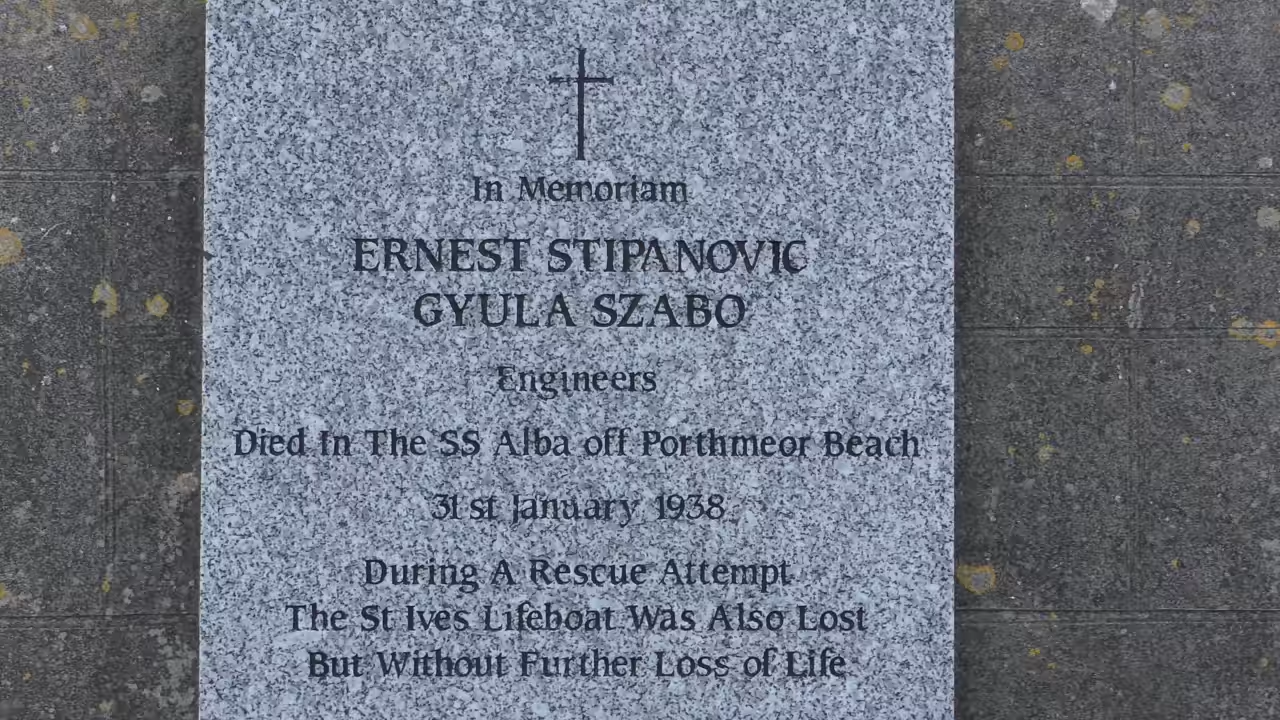 In Memoriam
ERNEST STIPANOVIC
GYULA SZABO
Engineers
Died In The SS Alba off Porthmeor Beach
31st January 1938
During A Rescue Attempt
The St Ives Lifeboat Was Also Lost
But Without Further Loss of Life